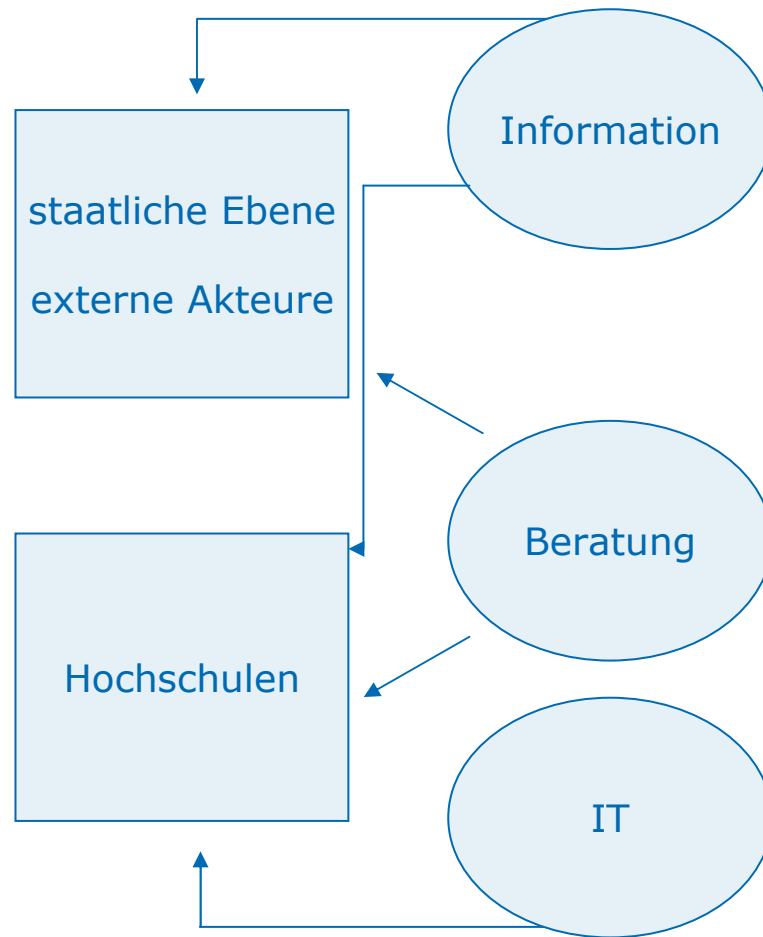 Information
staatliche Ebene
externe Akteure
Beratung
Hochschulen
IT